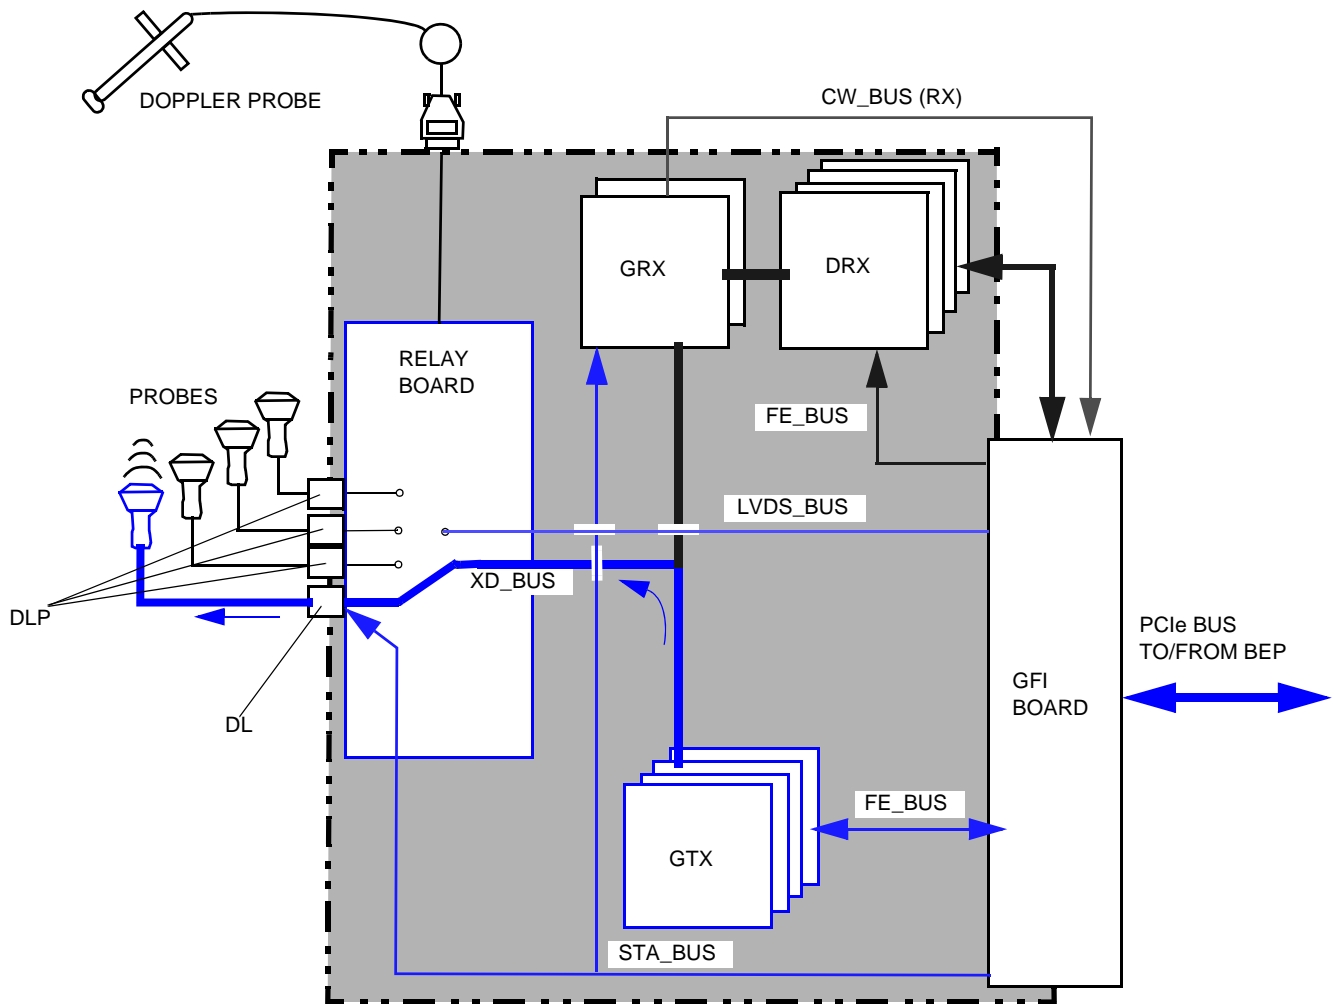 CW_BUS (RX)
DOPPLER PROBE
GRX
DRX
RELAY
BOARD
PROBES
FE_BUS
LVDS_BUS
XD_BUS
DLP
DL
PCIe BUS
TO/FROM BEP
GFI
BOARD
FE_BUS
GTX
STA_BUS